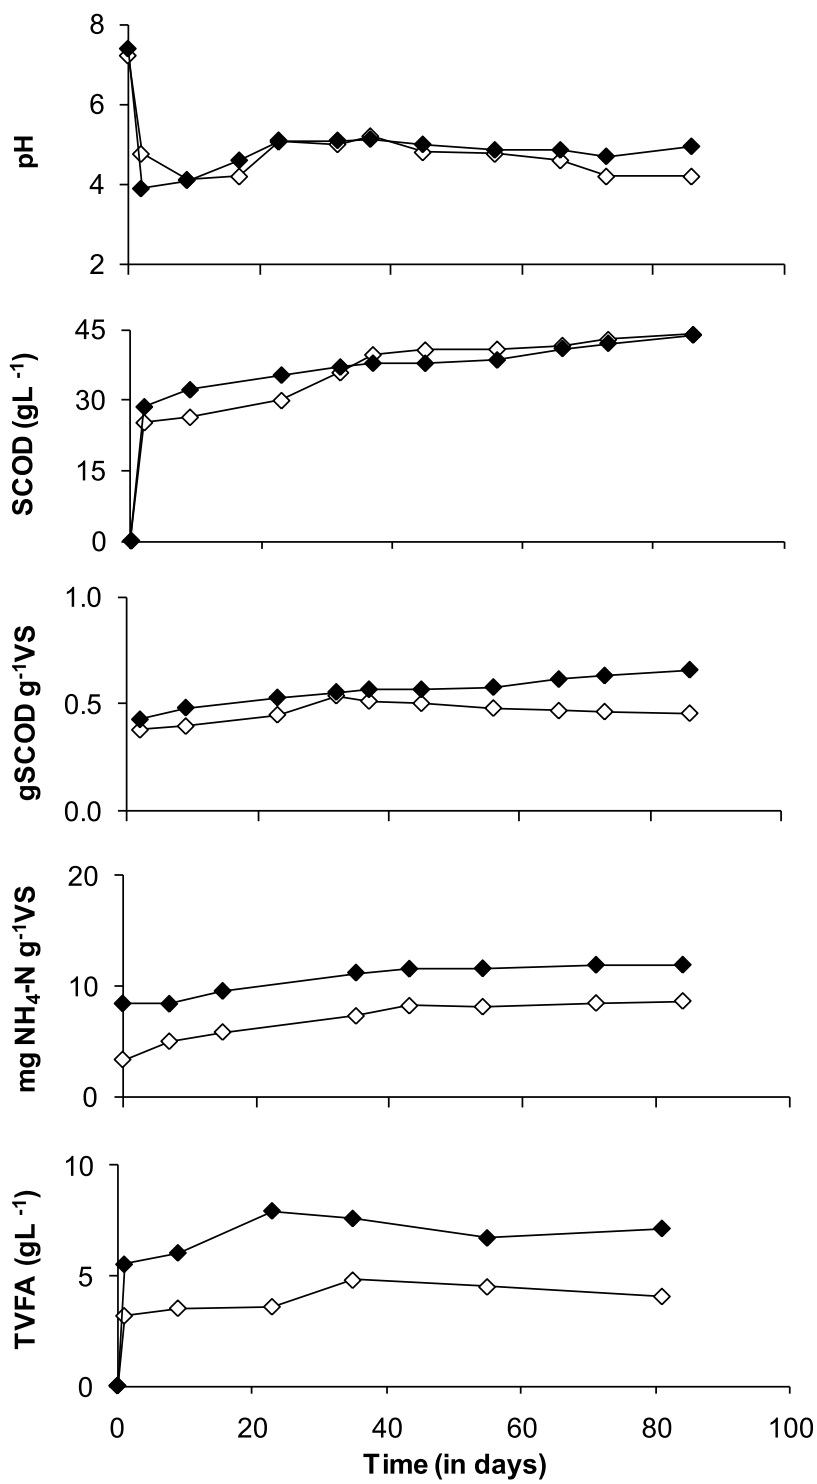 8
6
4
2
pH
45
30
15
0
SCOD (gL⁻¹)
1.0
0.5
0.0
gSCOD g⁻¹VS
20
10
0
mg NH₄-N g⁻¹VS
10
5
0
TVFA (gL⁻¹)
0 20 40 60 80 100
Time (in days)